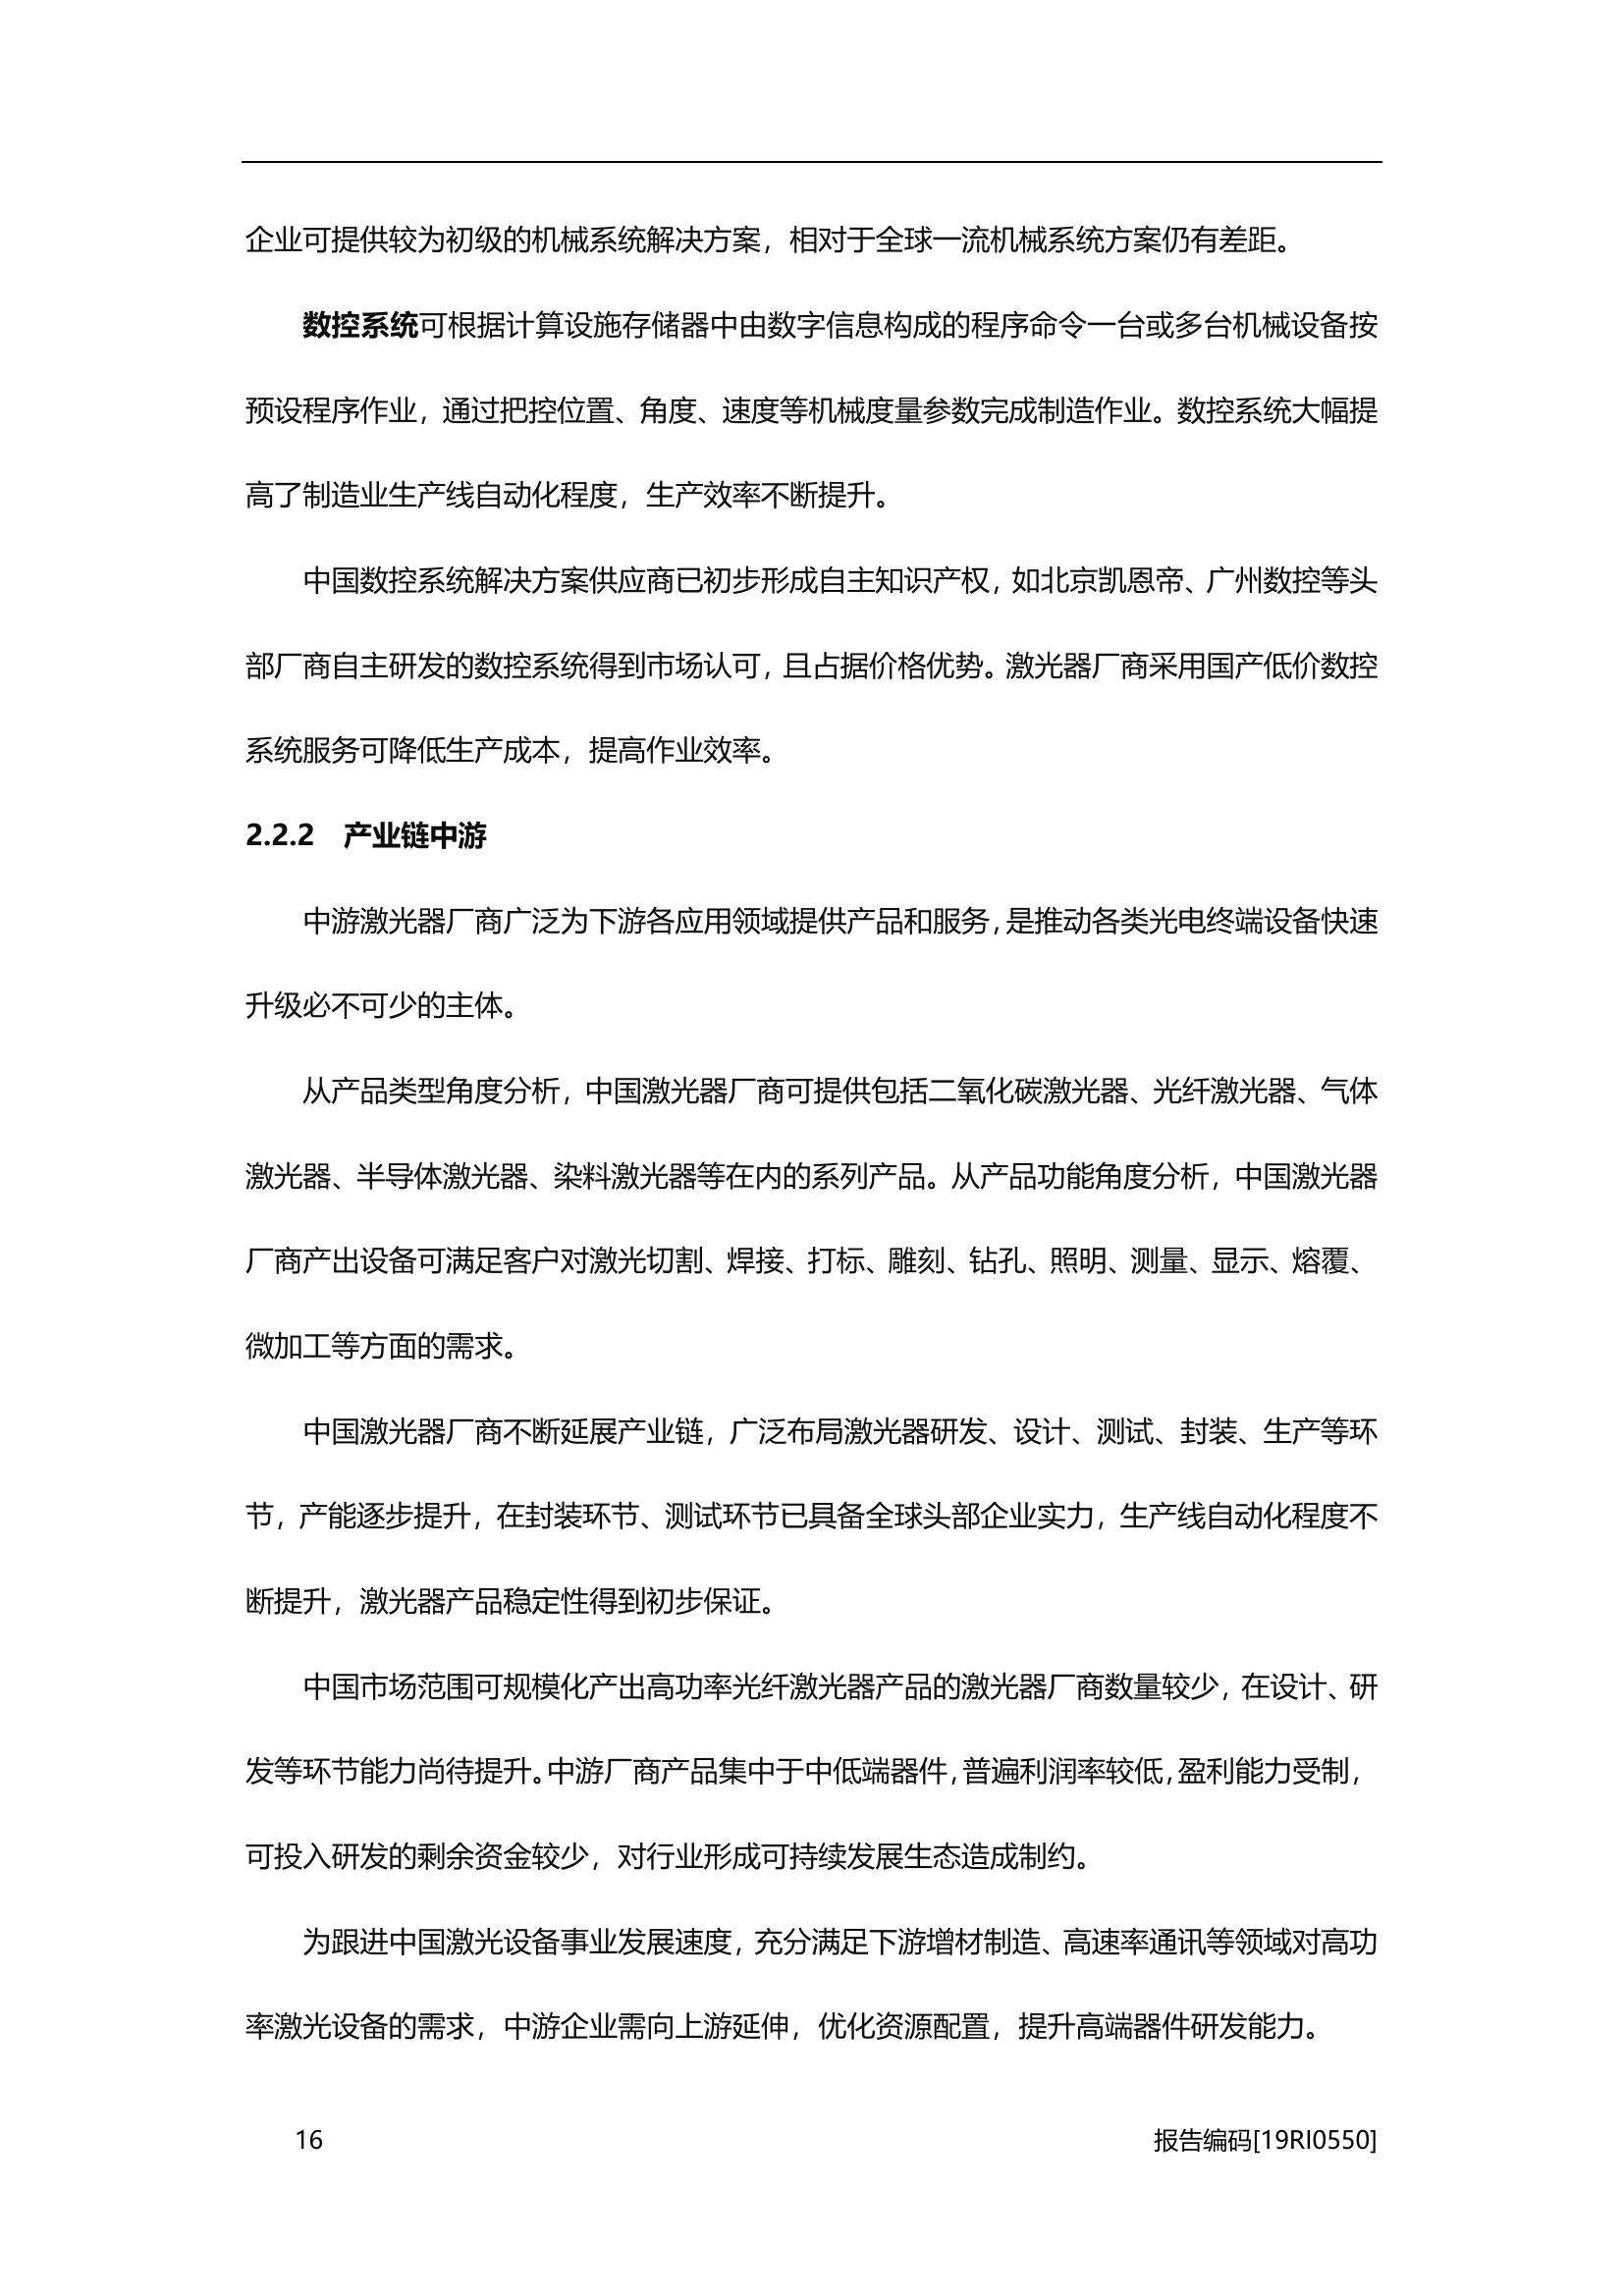 企业可提供较为初级的机械系统解决方案，相对于全球一流机械系统方案仍有差距。
数控系统可根据计算设施存储器中由数字信息构成的程序命令一台或多台机械设备按
预设程序作业，通过把控位置、角度、速度等机械度量参数完成制造作业。数控系统大幅提
高了制造业生产线自动化程度，生产效率不断提升。
中国数控系统解决方案供应商已初步形成自主知识产权，如北京凯恩帝、广州数控等头
部厂商自主研发的数控系统得到市场认可，且占据价格优势。激光器厂商采用国产低价数控
系统服务可降低生产成本，提高作业效率。
2.2.2 产业链中游
中游激光器厂商广泛为下游各应用领域提供产品和服务，是推动各类光电终端设备快速
升级必不可少的主体。
从产品类型角度分析，中国激光器厂商可提供包括二氧化碳激光器、光纤激光器、气体
激光器、半导体激光器、染料激光器等在内的系列产品。从产品功能角度分析，中国激光器
厂商产出设备可满足客户对激光切割、焊接、打标、雕刻、钻孔、照明、测量、显示、熔覆、
微加工等方面的需求。
中国激光器厂商不断延展产业链，广泛布局激光器研发、设计、测试、封装、生产等环
节，产能逐步提升，在封装环节、测试环节已具备全球头部企业实力，生产线自动化程度不
断提升，激光器产品稳定性得到初步保证。
中国市场范围可规模化产出高功率光纤激光器产品的激光器厂商数量较少，在设计、研
发等环节能力尚待提升。中游厂商产品集中于中低端器件，普遍利润率较低，盈利能力受制，
可投入研发的剩余资金较少，对行业形成可持续发展生态造成制约。
为跟进中国激光设备事业发展速度，充分满足下游增材制造、高速率通讯等领域对高功
率激光设备的需求，中游企业需向上游延伸，优化资源配置，提升高端器件研发能力。
16 报告编码[19RI0550]